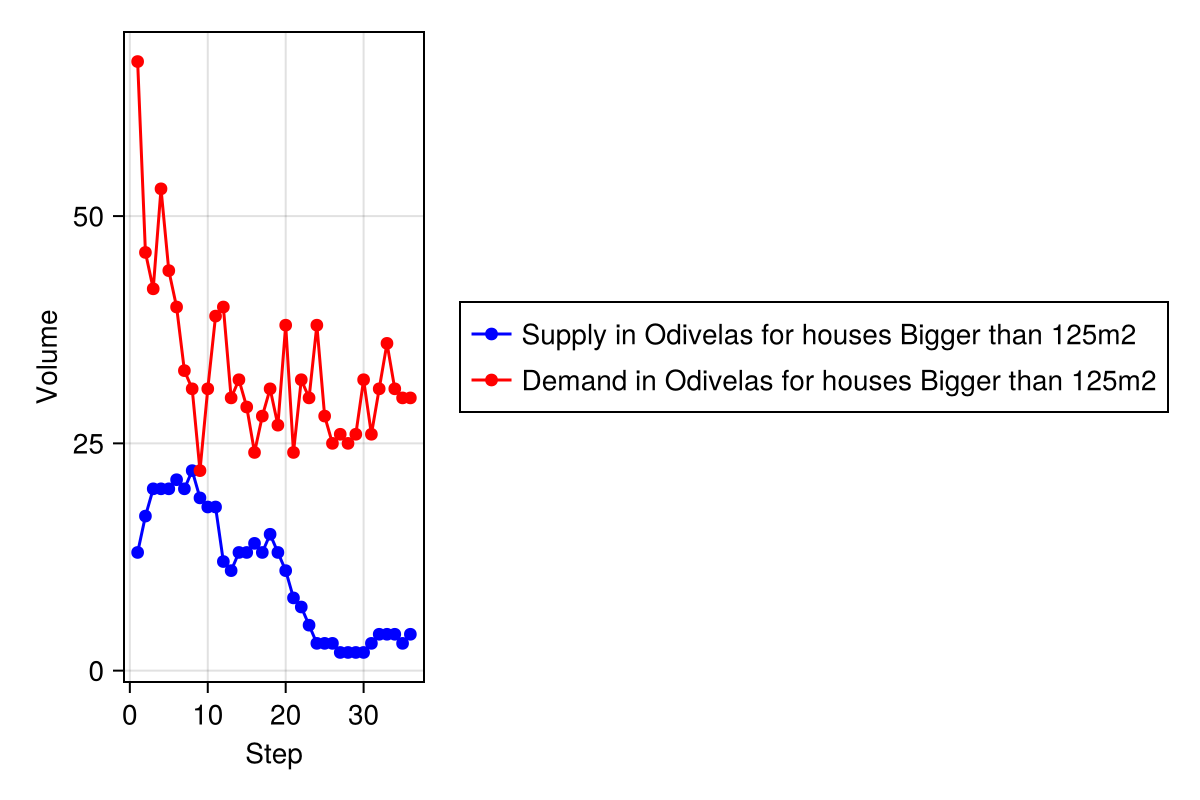 Volume
50
25
0
0 10 20 30
Step
Supply in Odivelas for houses Bigger than 125m2
Demand in Odivelas for houses Bigger than 125m2